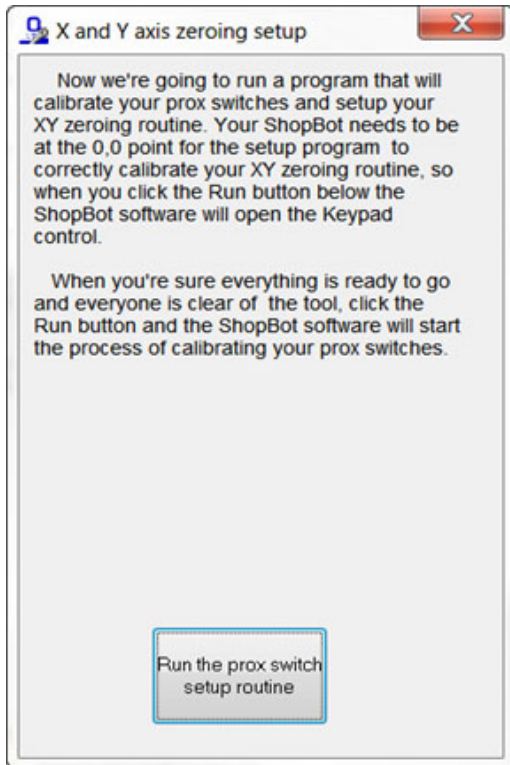 X and Y axis zeroing setup
Now we're going to run a program that will
calibrate your prox switches and setup your
XY zeroing routine. Your ShopBot needs to be
at the 0,0 point for the setup program to
correctly calibrate your XY zeroing routine, so
when you click the Run button below the
ShopBot software will open the Keypad
control.
When you're sure everything is ready to go
and everyone is clear of the tool, click the
Run button and the ShopBot software will start
the process of calibrating your prox switches.
Run the prox switch
setup routine